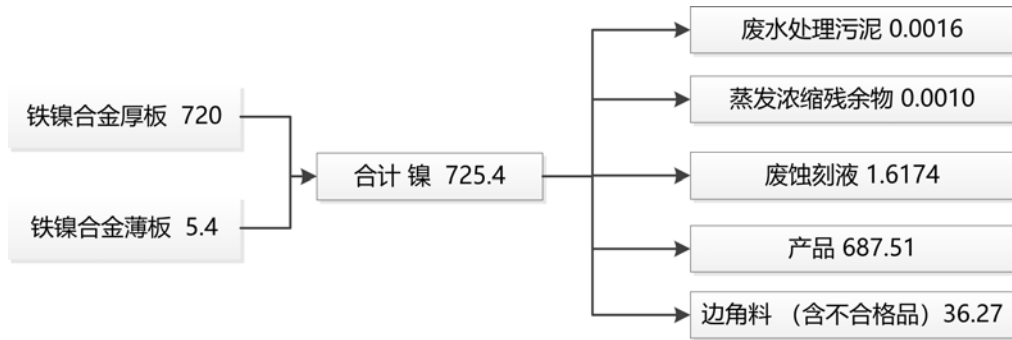 铁镍合金厚板 720
铁镍合金薄板 5.4
合计 镍 725.4
废水处理污泥 0.0016
蒸发浓缩残余物 0.0010
废蚀刻液 1.6174
产品 687.51
边角料 （含不合格品）36.27